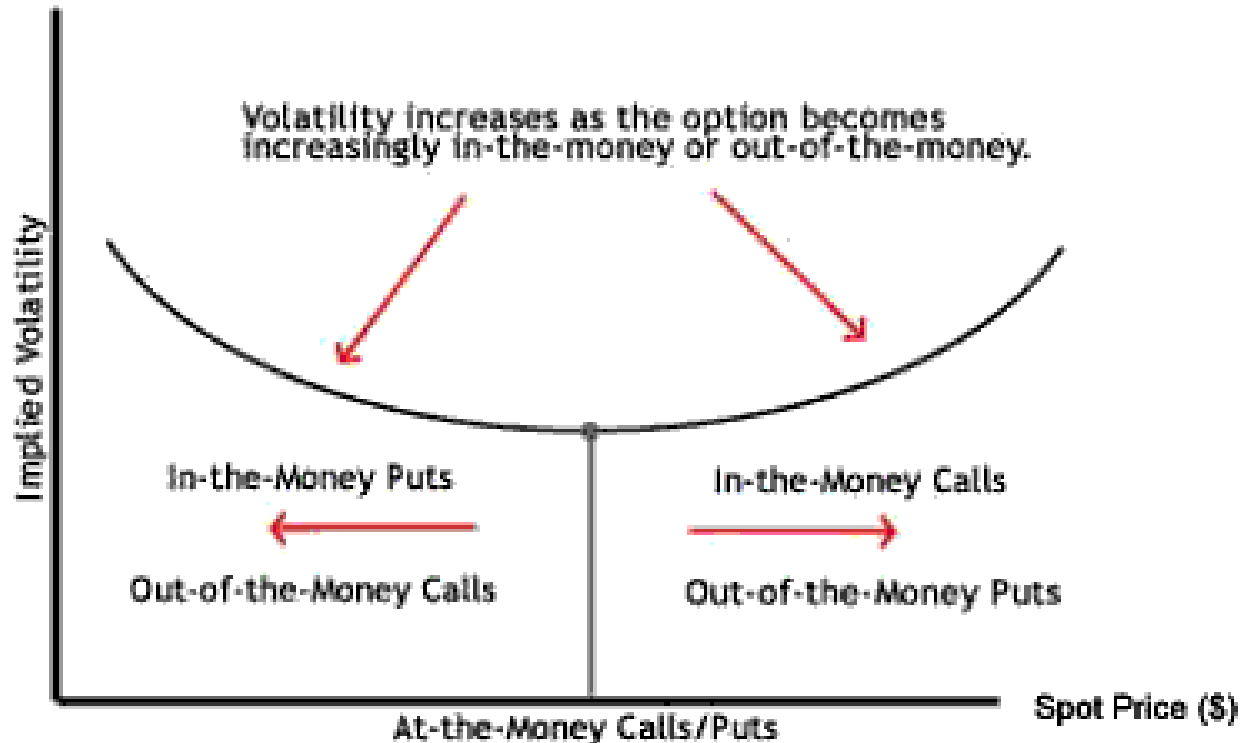 Volatility increases as the option becomes
increasingly in-the-money or out-of-the-money.
Implied Volatility
In-the-Money Puts
In-the-Money Calls
Out-of-the-Money Calls
Out-of-the-Money Puts
At-the-Money Calls/Puts
Spot Price ($)